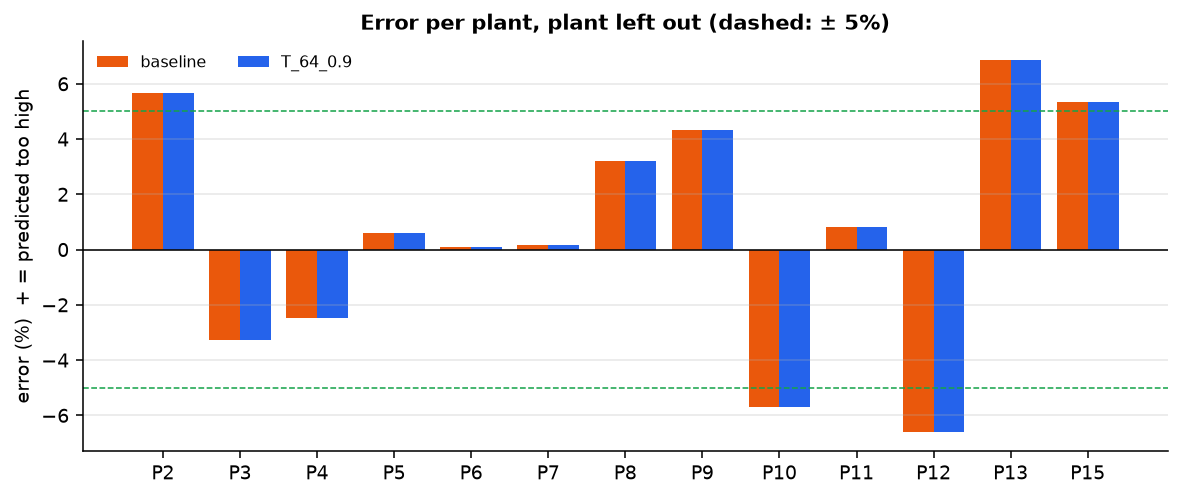 Error per plant, plant left out (dashed: ± 5%)
baseline
T_64_0.9
error (%)  + = predicted too high
6
4
2
0
−2
−4
−6
P2 P3 P4 P5 P6 P7 P8 P9 P10 P11 P12 P13 P15